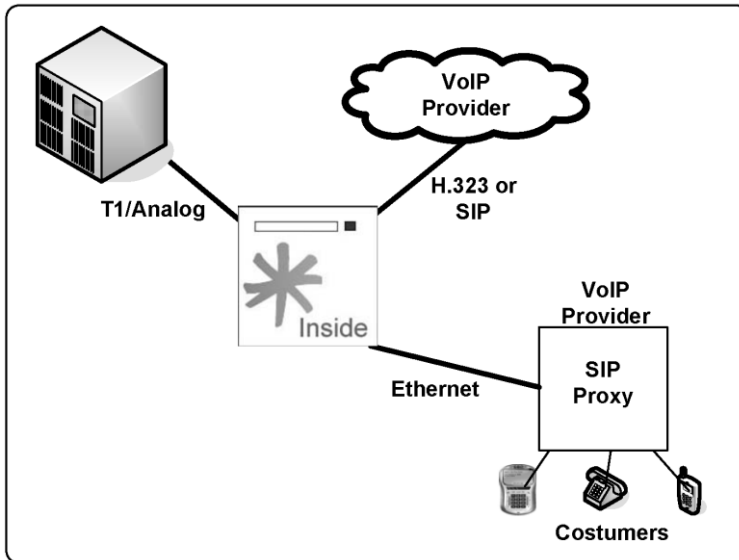 VoIP
Provider
T1/Analog
H.323 or
SIP
Inside
VoIP
Provider
Ethernet
SIP
Proxy
Costumers